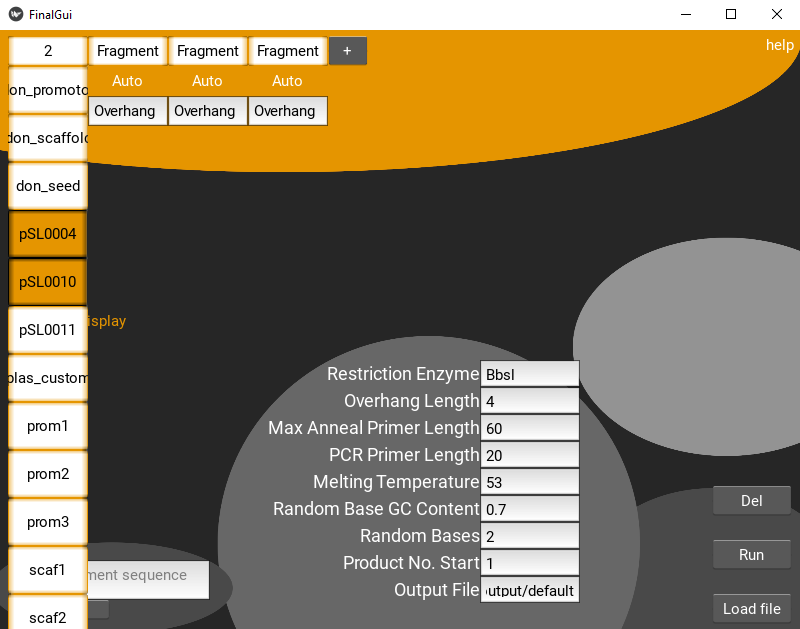 FinalGui
2 Fragment Fragment Fragment + help
on_promoto Auto Auto Auto
Overhang Overhang Overhang
don_scaffold
don_seed
pSL0004
pSL0010
isplay
pSL0011
plas_custom
Restriction Enzyme BbsI
Overhang Length 4
prom1
Max Anneal Primer Length 60
PCR Primer Length 20
prom2
Melting Temperature 53
Random Base GC Content 0.7
Del
prom3
Random Bases 2
Run
Product No. Start 1
scaf1
ment sequence
Output File output/default
Load file
scaf2